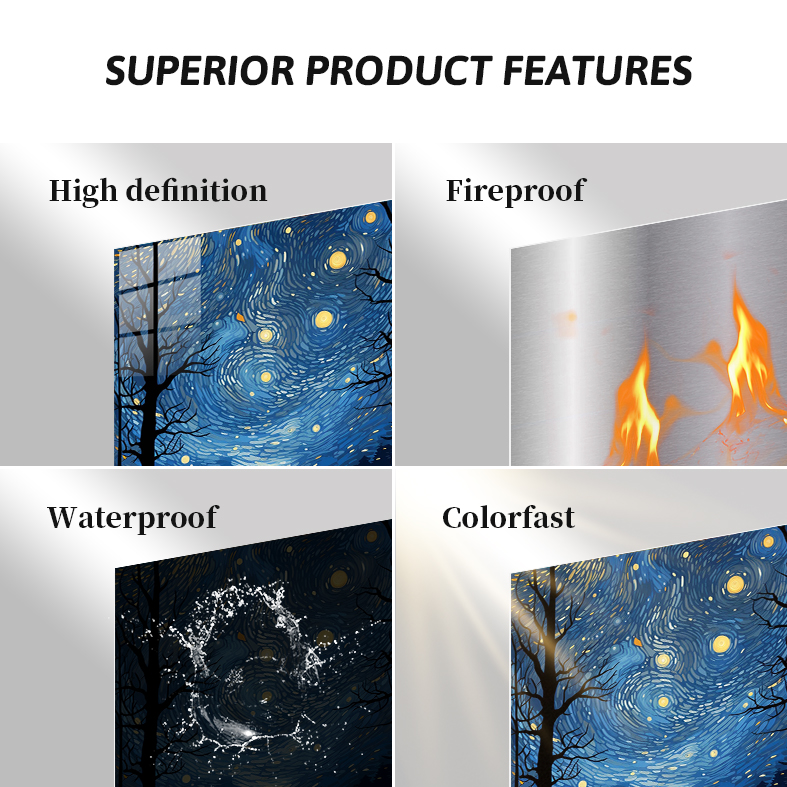 SUPERIOR PRODUCT FEATURES
High definition
Fireproof
Waterproof
Colorfast